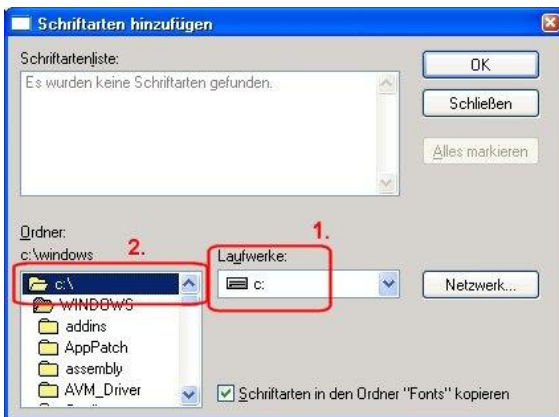 Schriftarten hinzufügen
Schriftartenliste:
Es wurden keine Schriftarten gefunden.
OK
Schließen
Alles markieren
Ordner:
c:\windows
2.
1.
Laufwerke:
c:\
c:
Netzwerk...
WINDOWS
addins
AppPatch
assembly
AVM_Driver
Schriftarten in den Ordner "Fonts" kopieren